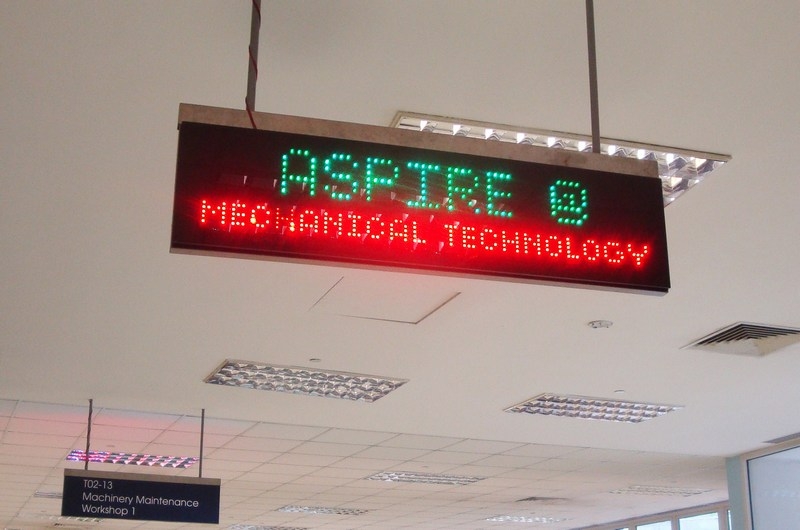 ASPIRE @
MECHANICAL TECHNOLOGY
T02-13
Machinery Maintenance
Workshop 1